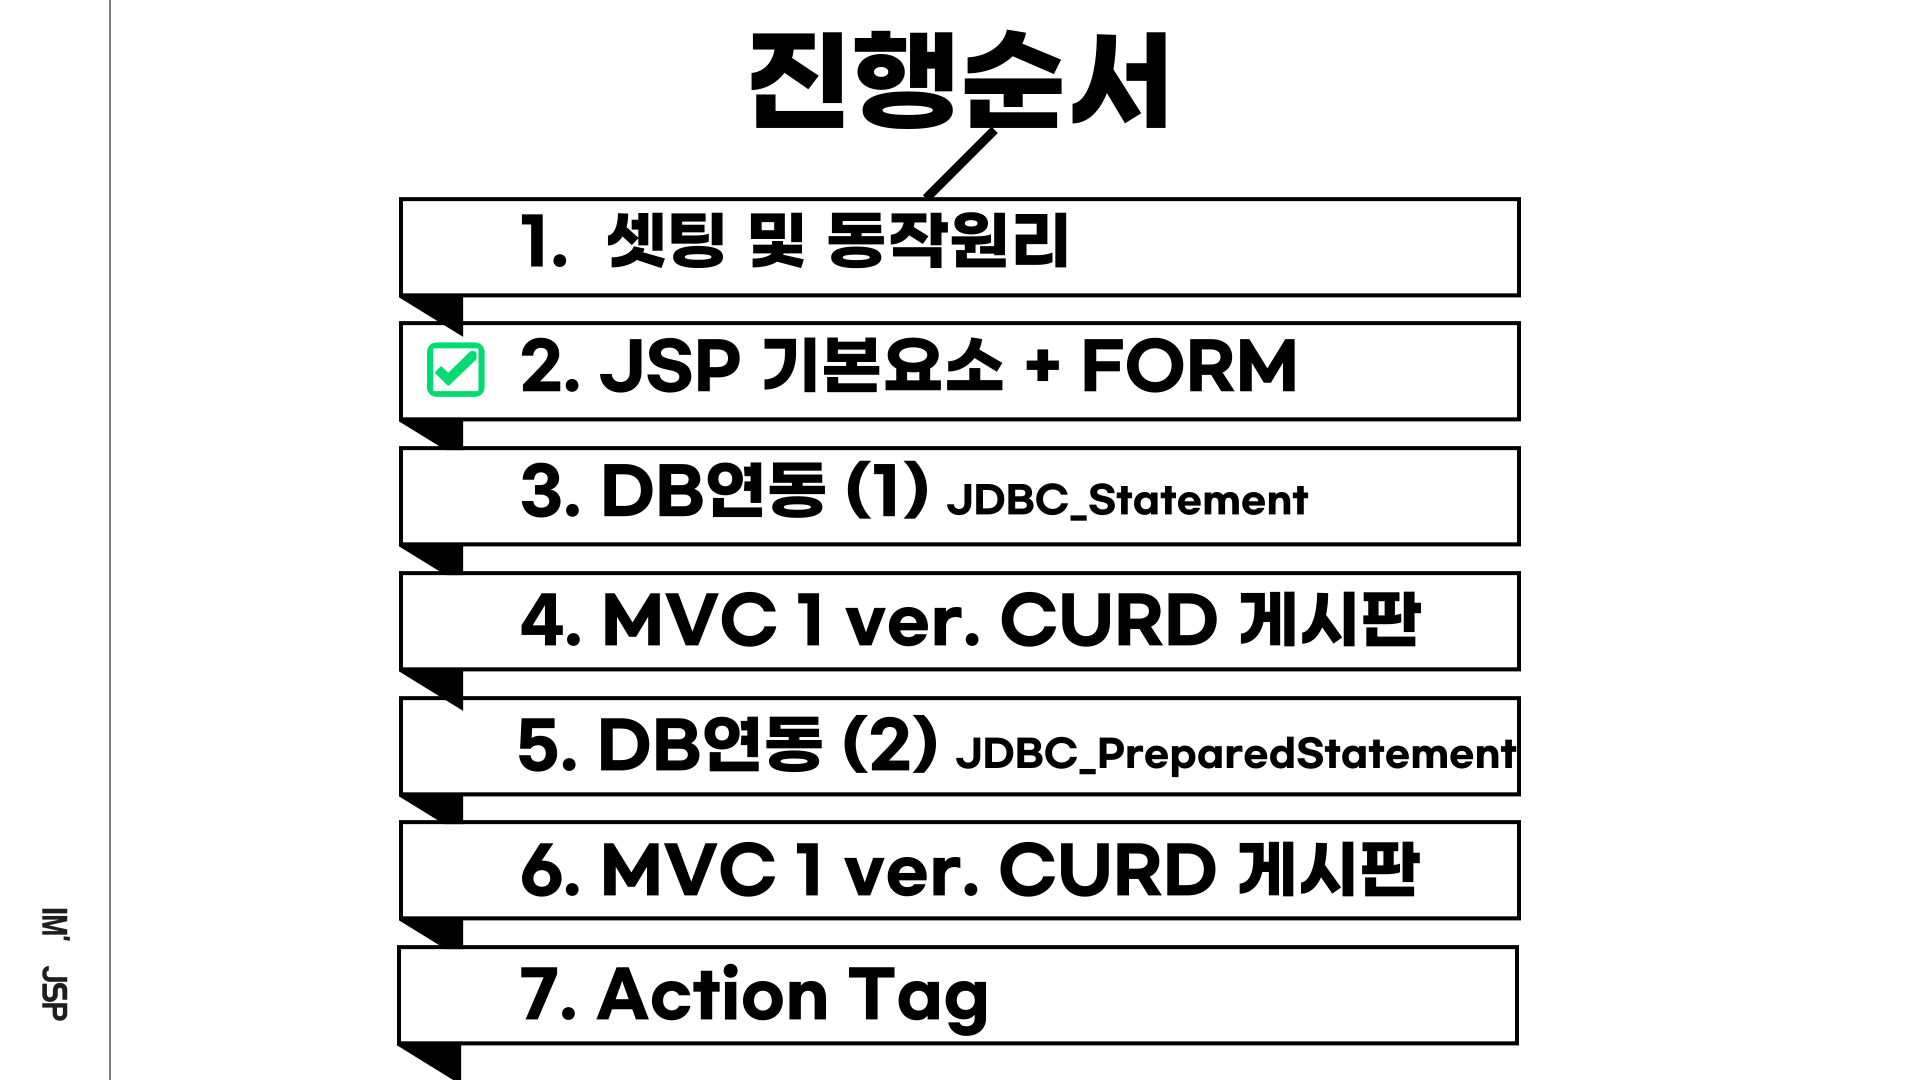 진행순서
1. 셋팅 및 동작원리
2. JSP 기본요소 + FORM
3. DB연동 (1) JDBC_Statement
4. MVC 1 ver. CURD 게시판
5. DB연동 (2) JDBC_PreparedStatement
6. MVC 1 ver. CURD 게시판
7. Action Tag
IM' JSP